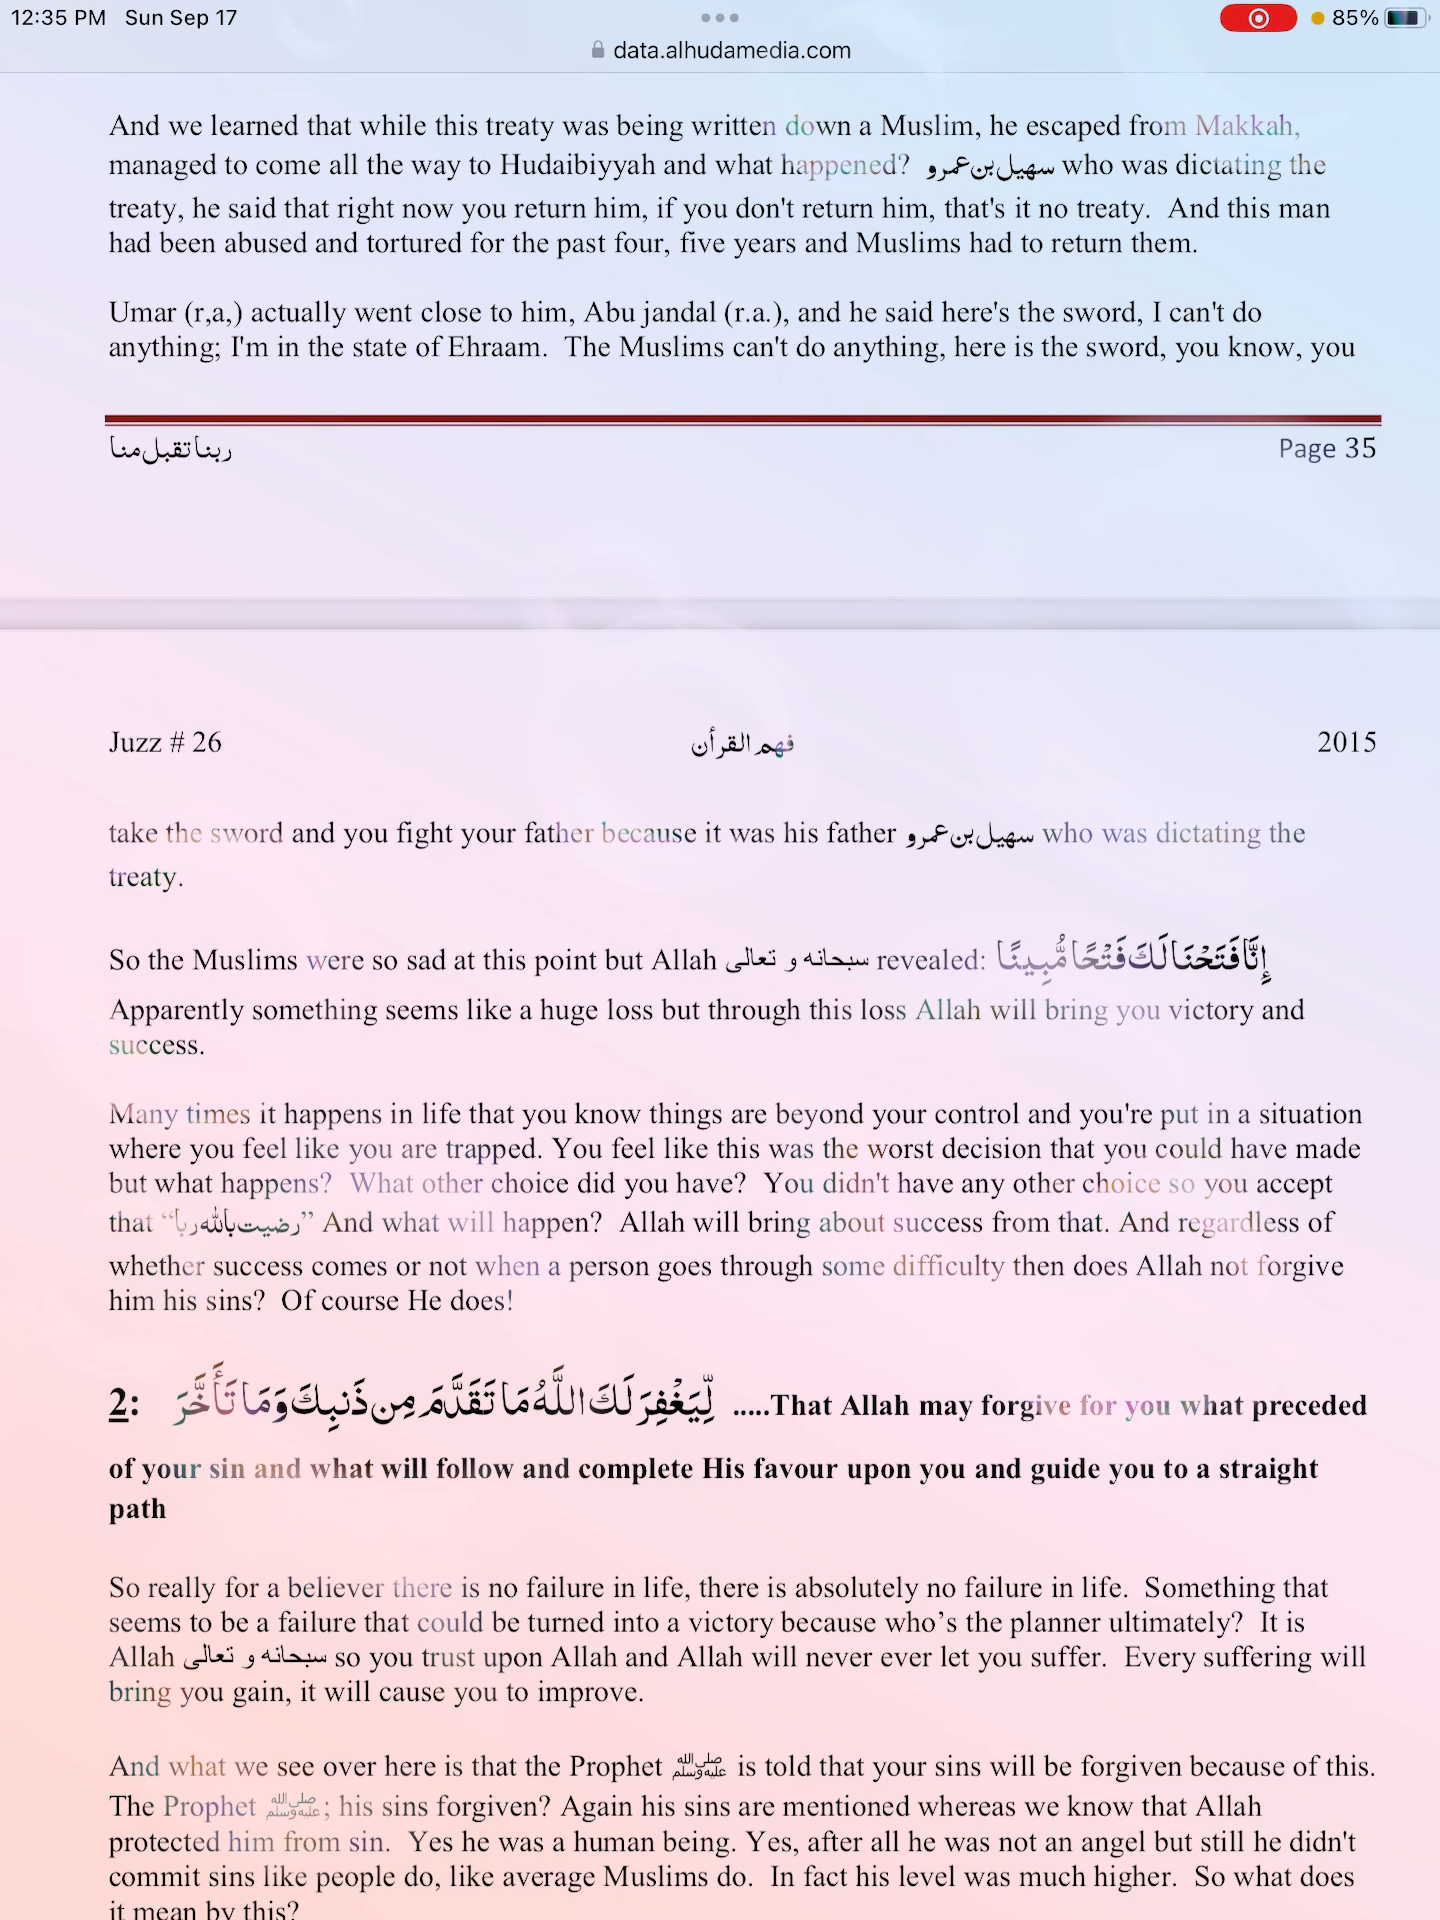 12:35 PM Sun Sep 17
85%
data.alhudamedia.com
And we learned that while this treaty was being written down a Muslim, he escaped from Makkah,
managed to come all the way to Hudaibiyyah and what happened? سهيل بن عمرو who was dictating the
treaty, he said that right now you return him, if you don't return him, that's it no treaty. And this man
had been abused and tortured for the past four, five years and Muslims had to return them.
Umar (r,a,) actually went close to him, Abu jandal (r.a.), and he said here's the sword, I can't do
anything; I'm in the state of Ehraam. The Muslims can't do anything, here is the sword, you know, you
ربنا تقبل منا
Page 35
Juzz # 26
فهم القرأن
2015
take the sword and you fight your father because it was his father سهيل بن عمرو who was dictating the
treaty.
So the Muslims were so sad at this point but Allah سبحانه و تعالى revealed: إِنَّا فَتَحْنَا لَكَ فَتْحًا مُّبِينًا
Apparently something seems like a huge loss but through this loss Allah will bring you victory and
success.
Many times it happens in life that you know things are beyond your control and you're put in a situation
where you feel like you are trapped. You feel like this was the worst decision that you could have made
but what happens? What other choice did you have? You didn't have any other choice so you accept
that “رضيت بالله ربا” And what will happen? Allah will bring about success from that. And regardless of
whether success comes or not when a person goes through some difficulty then does Allah not forgive
him his sins? Of course He does!
2: لِّيَغْفِرَ لَكَ اللَّهُ مَا تَقَدَّمَ مِن ذَنبِكَ وَمَا تَأَخَّرَ .....That Allah may forgive for you what preceded
of your sin and what will follow and complete His favour upon you and guide you to a straight
path
So really for a believer there is no failure in life, there is absolutely no failure in life. Something that
seems to be a failure that could be turned into a victory because who’s the planner ultimately? It is
Allah سبحانه و تعالى so you trust upon Allah and Allah will never ever let you suffer. Every suffering will
bring you gain, it will cause you to improve.
And what we see over here is that the Prophet صلى الله عليه وسلم is told that your sins will be forgiven because of this.
The Prophet صلى الله عليه وسلم; his sins forgiven? Again his sins are mentioned whereas we know that Allah
protected him from sin. Yes he was a human being. Yes, after all he was not an angel but still he didn't
commit sins like people do, like average Muslims do. In fact his level was much higher. So what does
it mean by this?